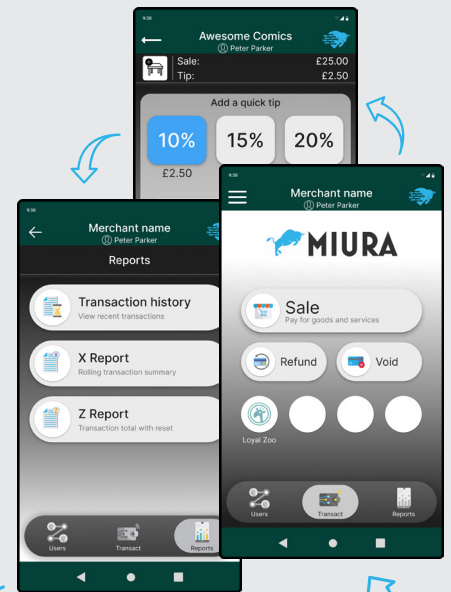 9:38
Awesome Comics
Peter Parker
Sale: £25.00
Tip: £2.50
Add a quick tip
10% 15% 20%
£2.50
9:38
Merchant name
Peter Parker
Reports
Transaction history
View recent transactions
X Report
Rolling transaction summary
Z Report
Transaction total with reset
Users Transact Reports
9:38
Merchant name
Peter Parker
MIURA
Sale
Pay for goods and services
Refund Void
Loyal Zoo
Users Transact Reports